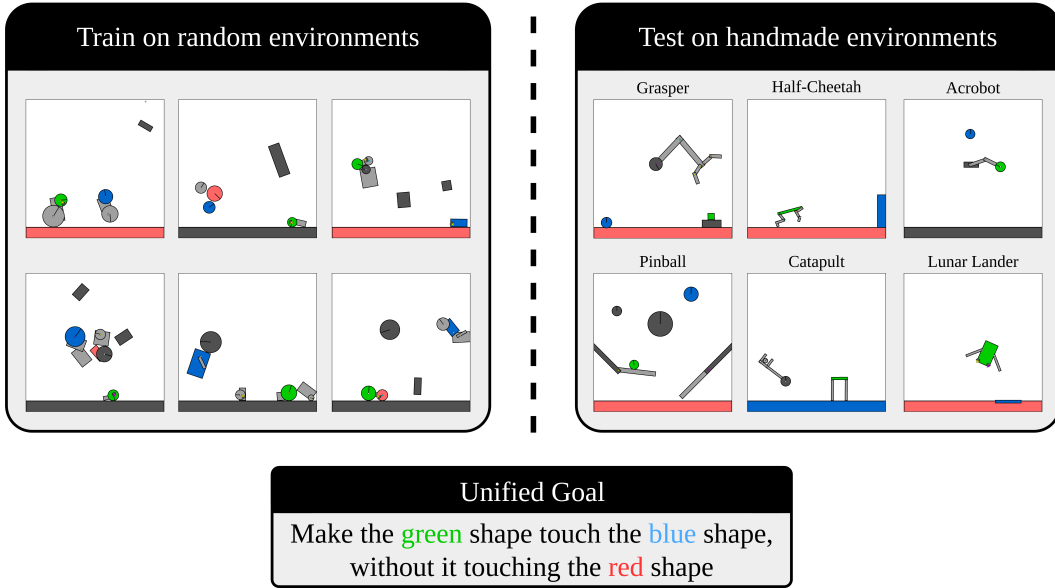 Train on random environments
Test on handmade environments
Grasper
Half-Cheetah
Acrobot
Pinball
Catapult
Lunar Lander
Unified Goal
Make the green shape touch the blue shape,
without it touching the red shape